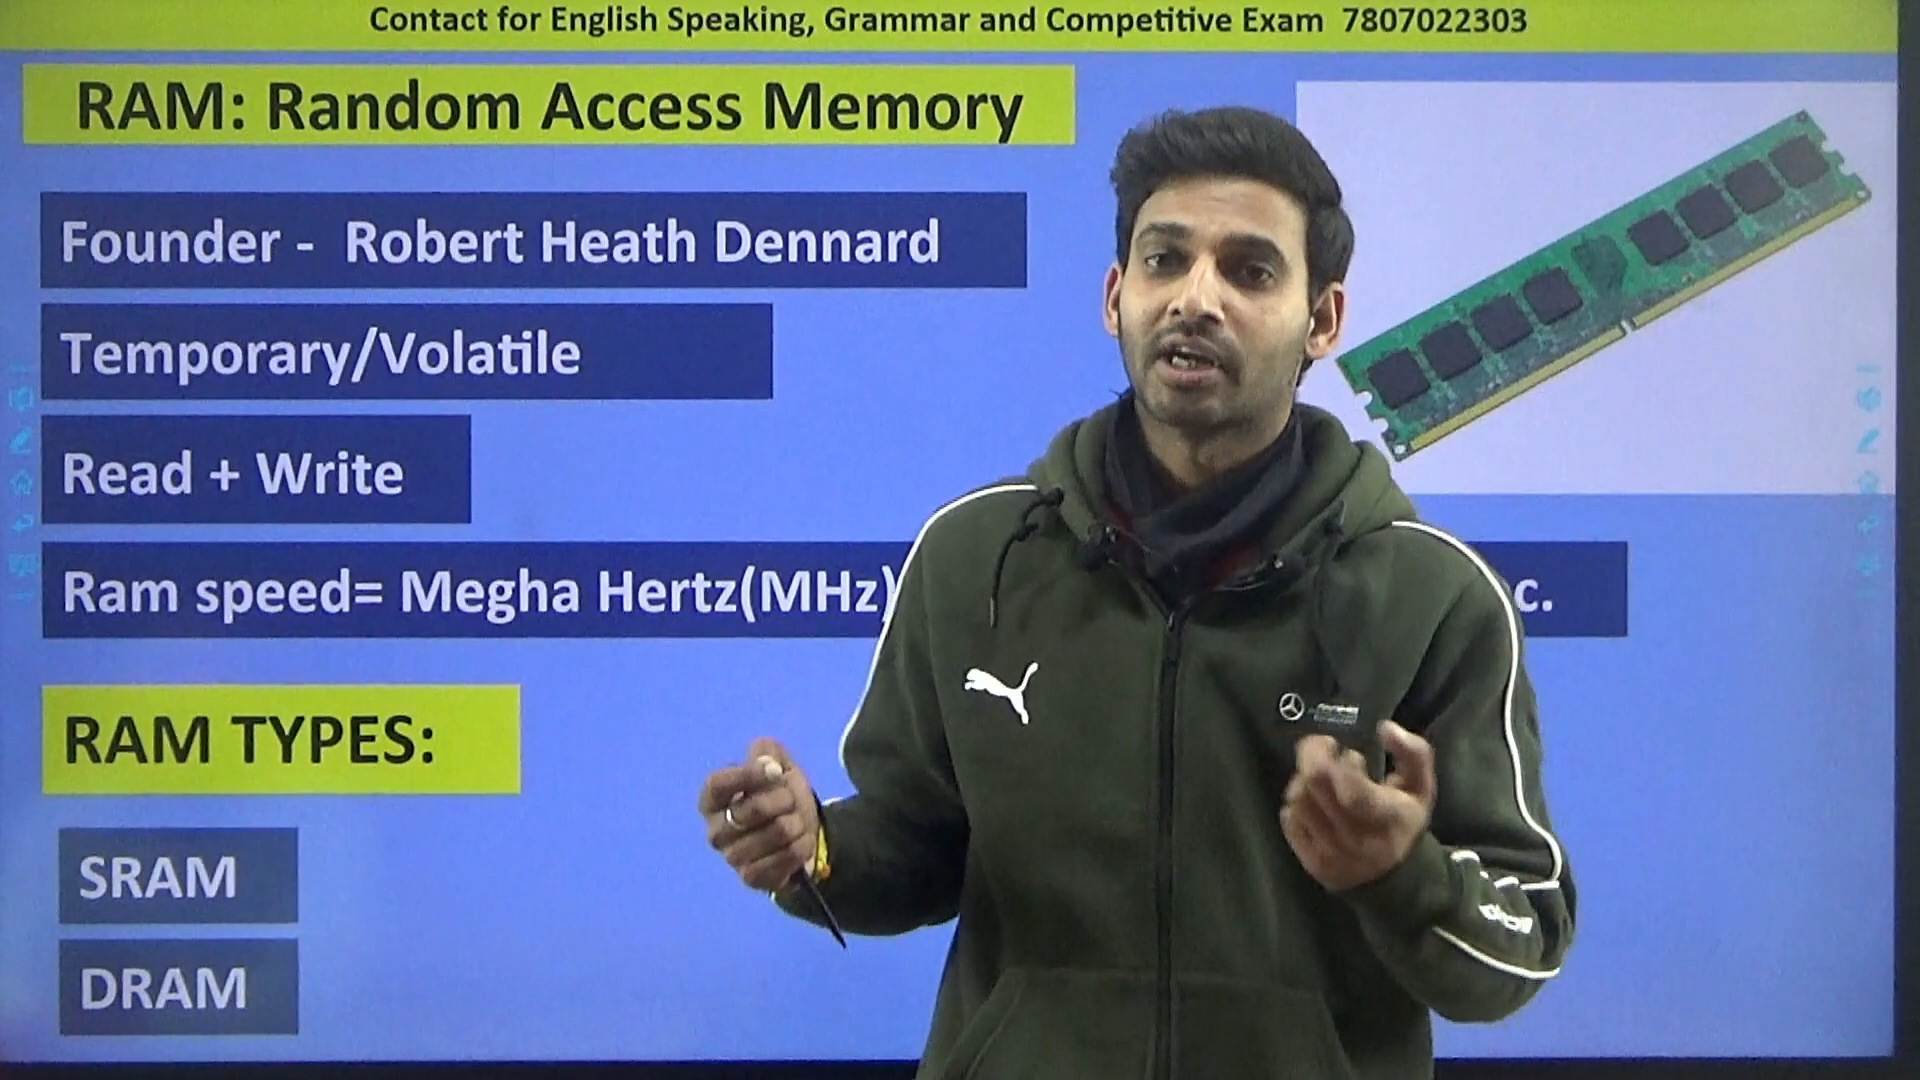 Contact for English Speaking, Grammar and Competitive Exam 7807022303
RAM: Random Access Memory
Founder - Robert Heath Dennard
Temporary/Volatile
Read + Write
Ram speed= Megha Hertz(MHz) c.
RAM TYPES:
SRAM
DRAM